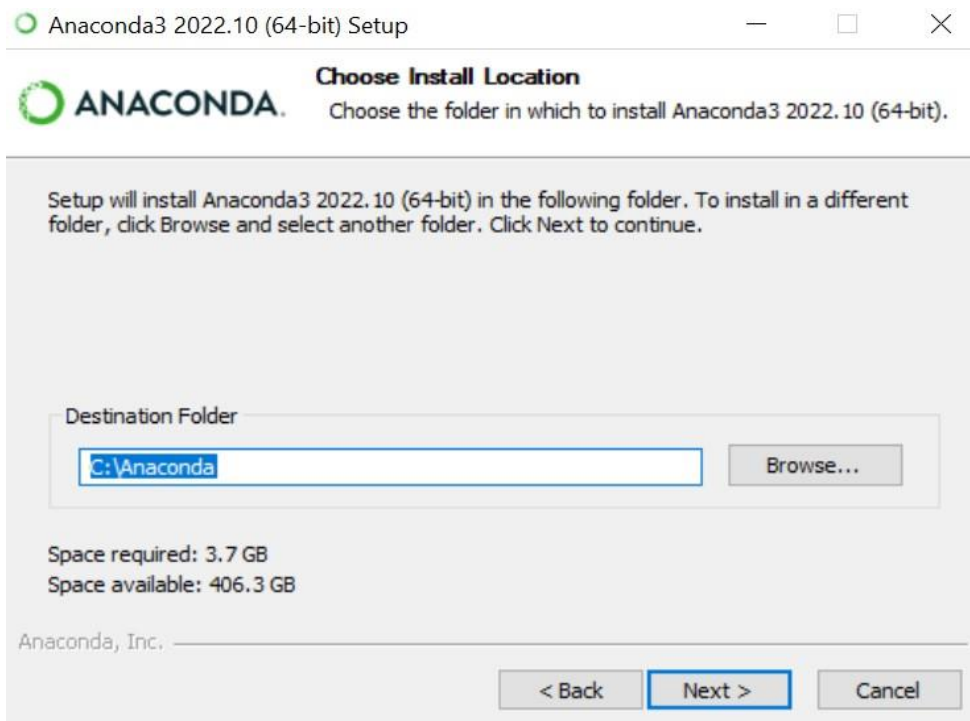 Anaconda3 2022.10 (64-bit) Setup
ANACONDA.
Choose Install Location
Choose the folder in which to install Anaconda3 2022.10 (64-bit).
Setup will install Anaconda3 2022.10 (64-bit) in the following folder. To install in a different
folder, click Browse and select another folder. Click Next to continue.
Destination Folder
C:\Anaconda
Browse...
Space required: 3.7 GB
Space available: 406.3 GB
Anaconda, Inc.
< Back
Next >
Cancel